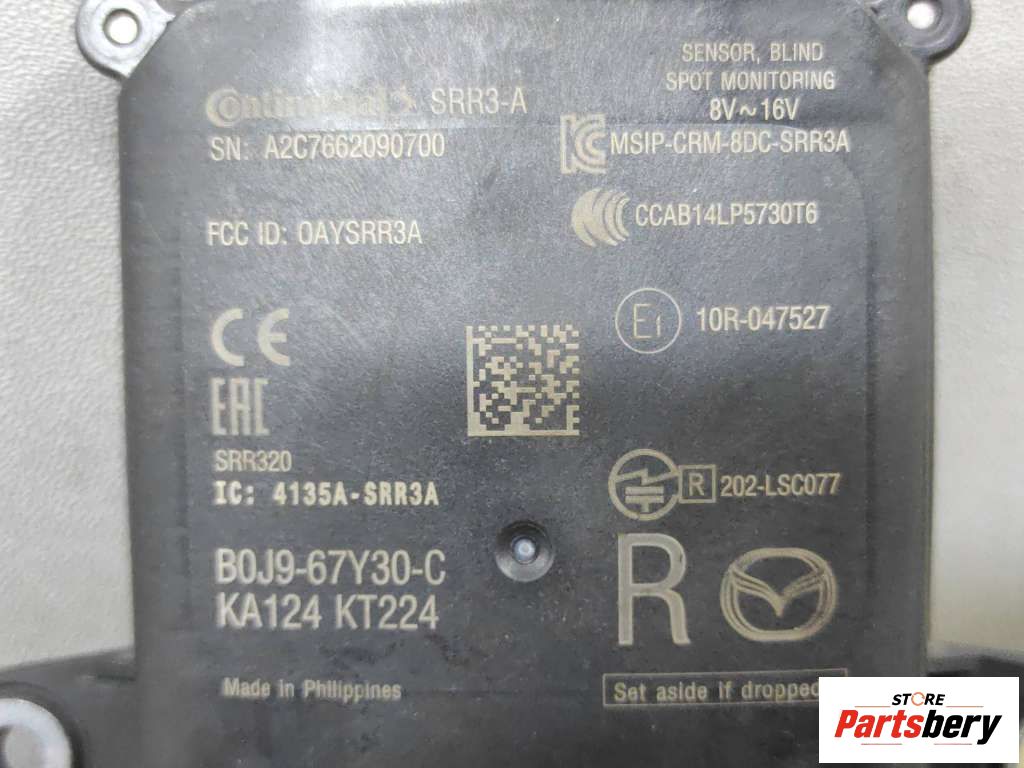 SENSOR, BLIND
SPOT MONITORING
8V~16V
Continental SRR3-A
SN: A2C7662090700
MSIP-CRM-8DC-SRR3A
CCAB14LP5730T6
FCC ID: OAYSRR3A
E1 10R-047527
CE
EAC
SRR320
IC: 4135A-SRR3A
R 202-LSC077
B0J9-67Y30-C
KA124 KT224
R
Made in Philippines
Set aside if dropped
STORE
Partsbery